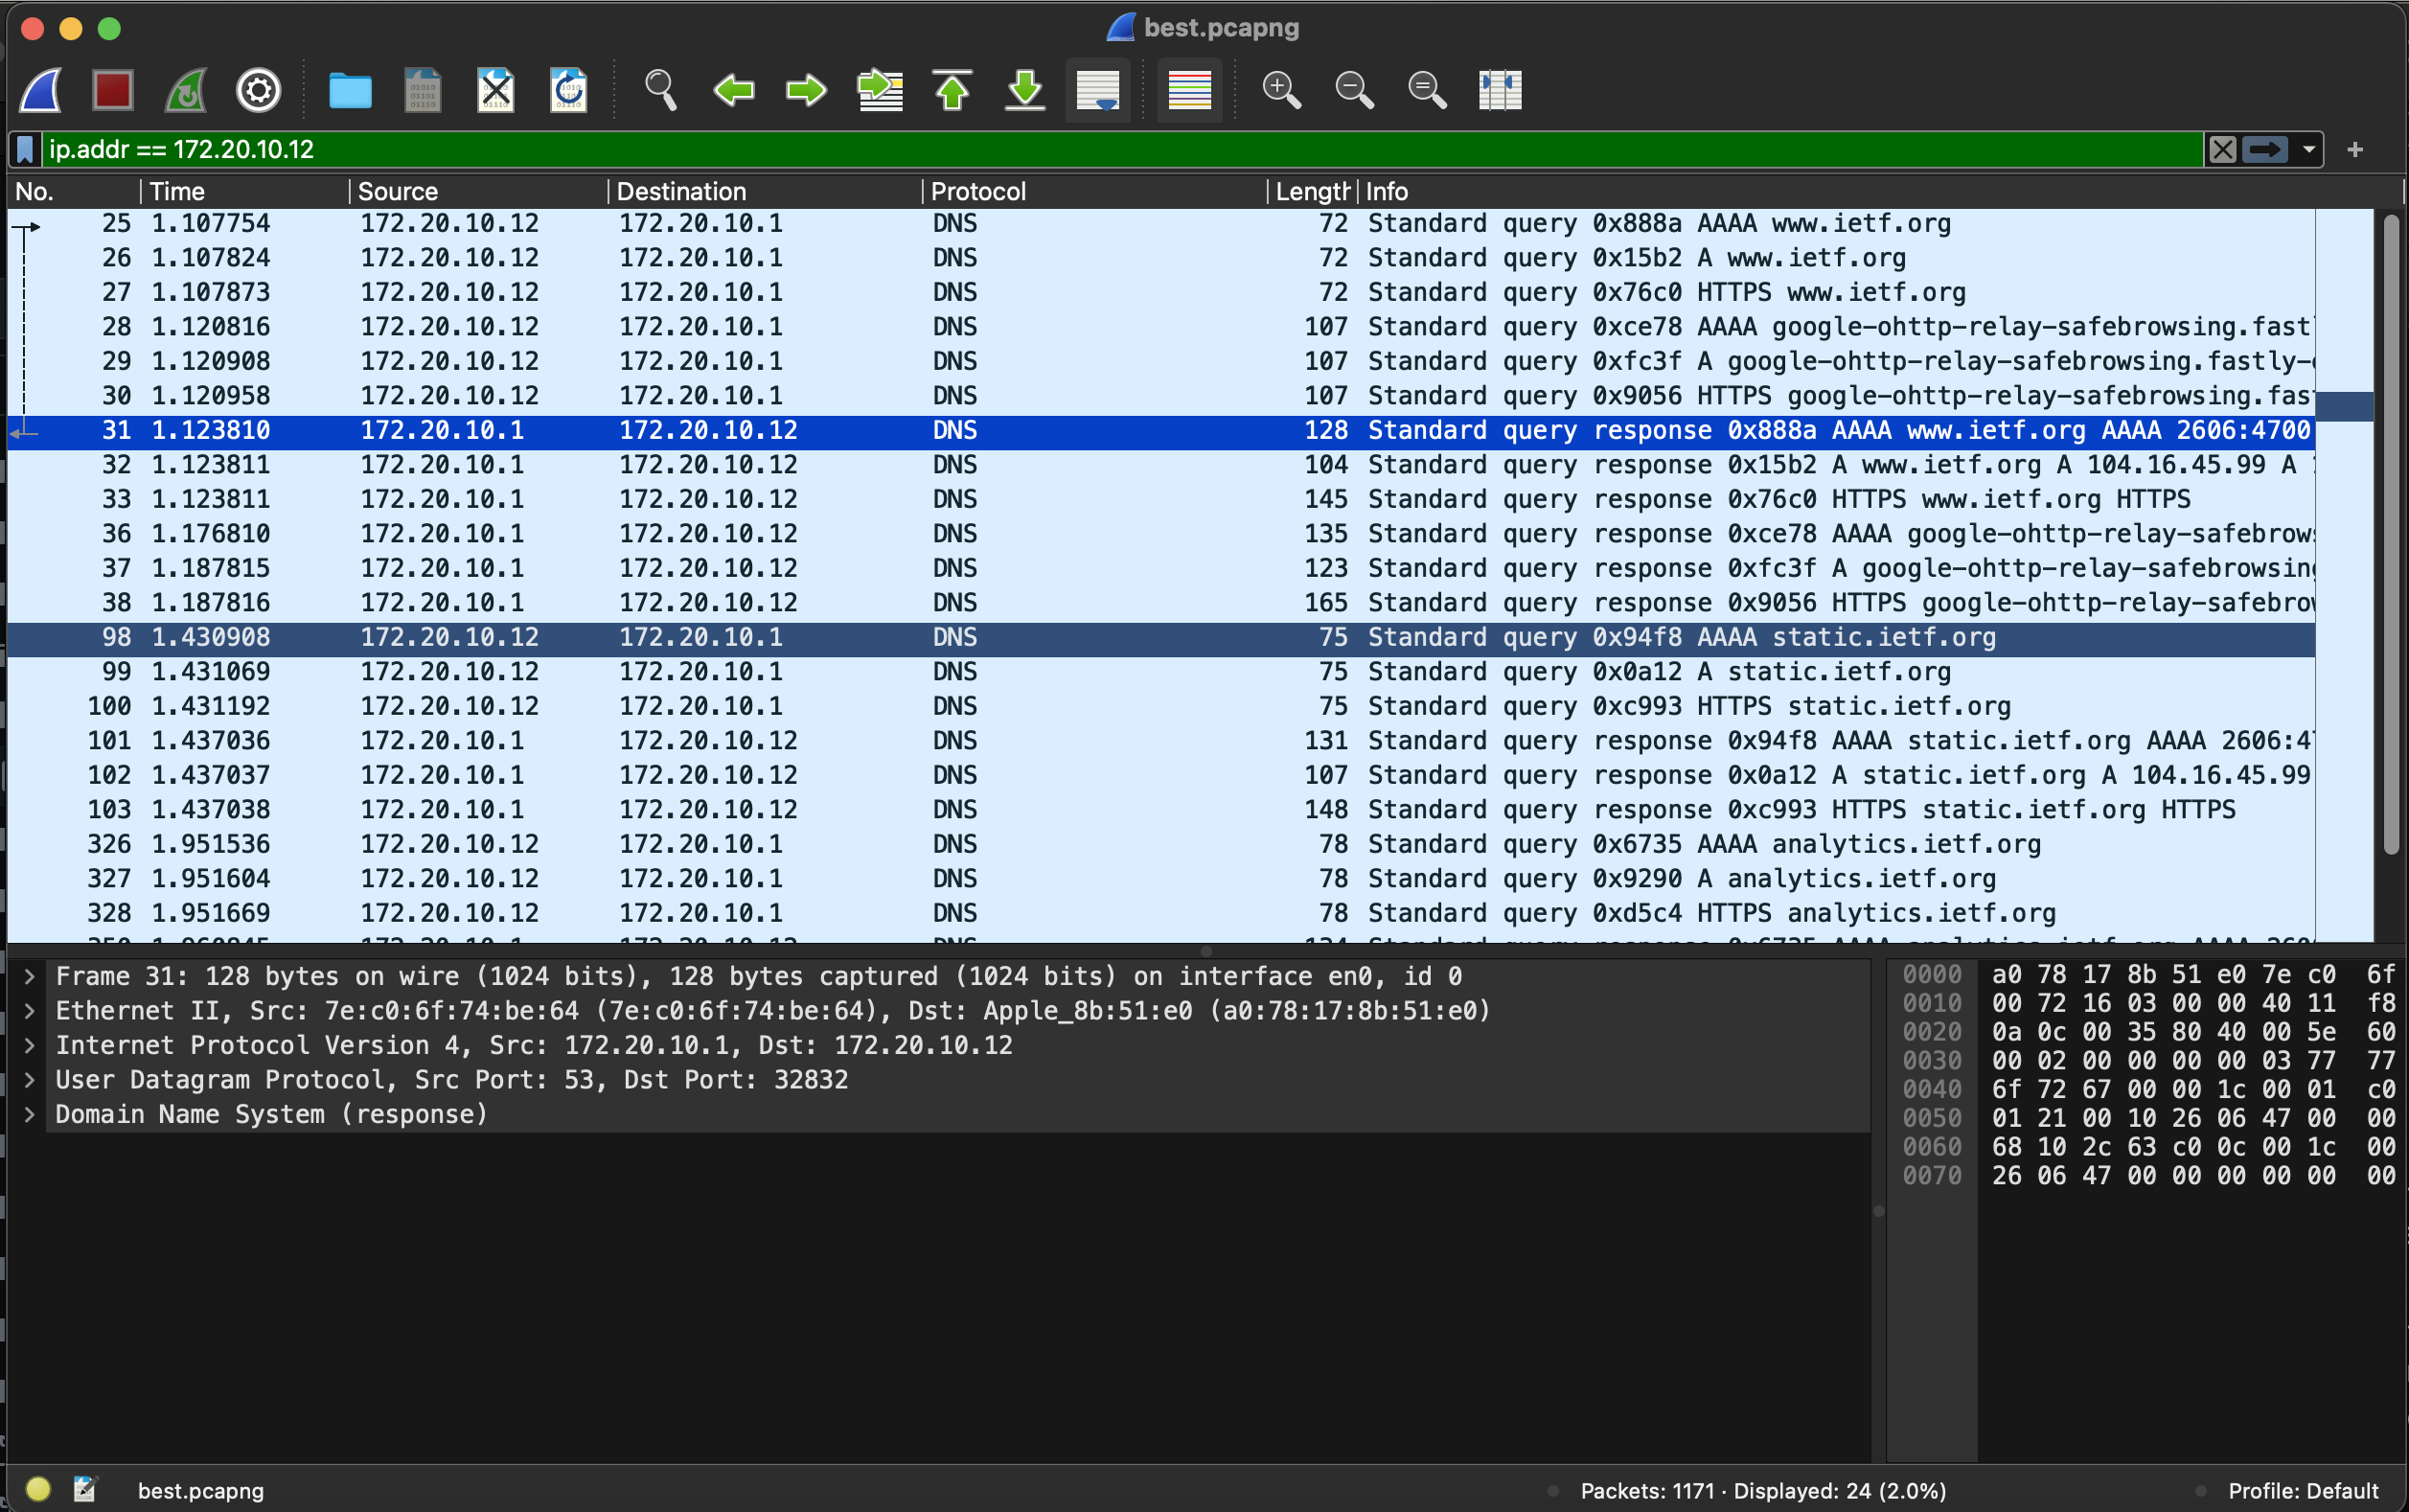 best.pcapng
ip.addr == 172.20.10.12
No. Time Source Destination Protocol Length Info
25 1.107754 172.20.10.12 172.20.10.1 DNS 72 Standard query 0x888a AAAA www.ietf.org
26 1.107824 172.20.10.12 172.20.10.1 DNS 72 Standard query 0x15b2 A www.ietf.org
27 1.107873 172.20.10.12 172.20.10.1 DNS 72 Standard query 0x76c0 HTTPS www.ietf.org
28 1.120816 172.20.10.12 172.20.10.1 DNS 107 Standard query 0xce78 AAAA google-ohttp-relay-safebrowsing.fast
29 1.120908 172.20.10.12 172.20.10.1 DNS 107 Standard query 0xfc3f A google-ohttp-relay-safebrowsing.fastly-
30 1.120958 172.20.10.12 172.20.10.1 DNS 107 Standard query 0x9056 HTTPS google-ohttp-relay-safebrowsing.fas
31 1.123810 172.20.10.1 172.20.10.12 DNS 128 Standard query response 0x888a AAAA www.ietf.org AAAA 2606:4700
32 1.123811 172.20.10.1 172.20.10.12 DNS 104 Standard query response 0x15b2 A www.ietf.org A 104.16.45.99 A
33 1.123811 172.20.10.1 172.20.10.12 DNS 145 Standard query response 0x76c0 HTTPS www.ietf.org HTTPS
36 1.176810 172.20.10.1 172.20.10.12 DNS 135 Standard query response 0xce78 AAAA google-ohttp-relay-safebrow
37 1.187815 172.20.10.1 172.20.10.12 DNS 123 Standard query response 0xfc3f A google-ohttp-relay-safebrowsin
38 1.187816 172.20.10.1 172.20.10.12 DNS 165 Standard query response 0x9056 HTTPS google-ohttp-relay-safebro
98 1.430908 172.20.10.12 172.20.10.1 DNS 75 Standard query 0x94f8 AAAA static.ietf.org
99 1.431069 172.20.10.12 172.20.10.1 DNS 75 Standard query 0x0a12 A static.ietf.org
100 1.431192 172.20.10.12 172.20.10.1 DNS 75 Standard query 0xc993 HTTPS static.ietf.org
101 1.437036 172.20.10.1 172.20.10.12 DNS 131 Standard query response 0x94f8 AAAA static.ietf.org AAAA 2606:4
102 1.437037 172.20.10.1 172.20.10.12 DNS 107 Standard query response 0x0a12 A static.ietf.org A 104.16.45.99
103 1.437038 172.20.10.1 172.20.10.12 DNS 148 Standard query response 0xc993 HTTPS static.ietf.org HTTPS
326 1.951536 172.20.10.12 172.20.10.1 DNS 78 Standard query 0x6735 AAAA analytics.ietf.org
327 1.951604 172.20.10.12 172.20.10.1 DNS 78 Standard query 0x9290 A analytics.ietf.org
328 1.951669 172.20.10.12 172.20.10.1 DNS 78 Standard query 0xd5c4 HTTPS analytics.ietf.org
Frame 31: 128 bytes on wire (1024 bits), 128 bytes captured (1024 bits) on interface en0, id 0
Ethernet II, Src: 7e:c0:6f:74:be:64 (7e:c0:6f:74:be:64), Dst: Apple_8b:51:e0 (a0:78:17:8b:51:e0)
Internet Protocol Version 4, Src: 172.20.10.1, Dst: 172.20.10.12
User Datagram Protocol, Src Port: 53, Dst Port: 32832
Domain Name System (response)
0000 a0 78 17 8b 51 e0 7e c0 6f
0010 00 72 16 03 00 00 40 11 f8
0020 0a 0c 00 35 80 40 00 5e 60
0030 00 02 00 00 00 00 03 77 77
0040 6f 72 67 00 00 1c 00 01 c0
0050 01 21 00 10 26 06 47 00 00
0060 68 10 2c 63 c0 0c 00 1c 00
0070 26 06 47 00 00 00 00 00 00
best.pcapng
Packets: 1171 · Displayed: 24 (2.0%)
Profile: Default